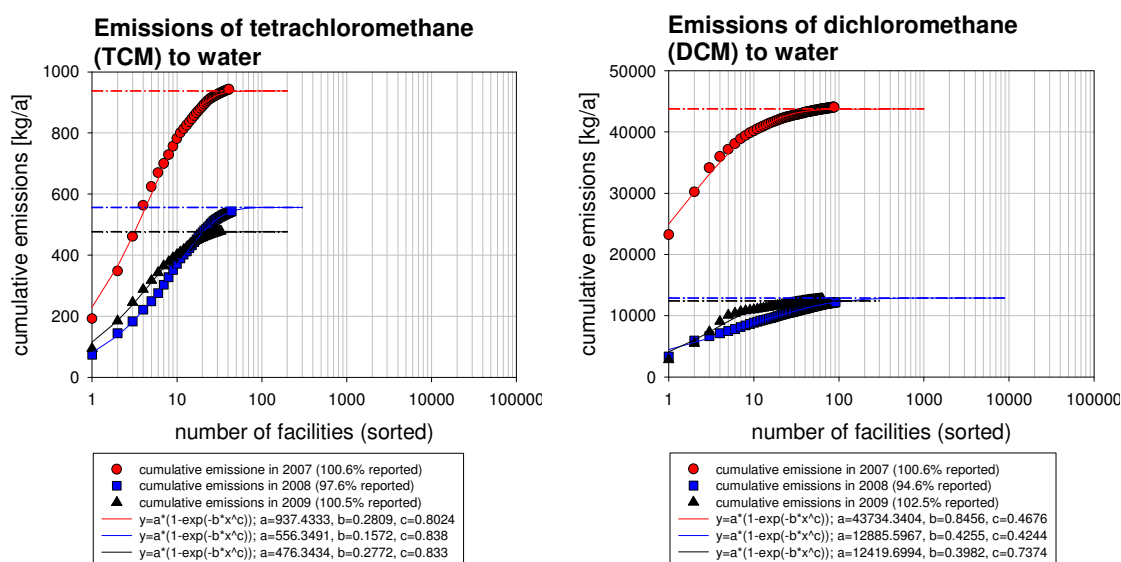 Emissions of tetrachloromethane
(TCM) to water
1000
800
600
400
200
0
cumulative emissions [kg/a]
1
10
100
1000
10000
100000
number of facilities (sorted)
cumulative emissione in 2007 (100.6% reported)
cumulative emissions in 2008 (97.6% reported)
cumulative emissions in 2009 (100.5% reported)
y=a*(1-exp(-b*x^c)); a=937.4333, b=0.2809, c=0.8024
y=a*(1-exp(-b*x^c)); a=556.3491, b=0.1572, c=0.838
y=a*(1-exp(-b*x^c)); a=476.3434, b=0.2772, c=0.833
Emissions of dichloromethane
(DCM) to water
50000
40000
30000
20000
10000
0
cumulative emissions [kg/a]
1
10
100
1000
10000
100000
number of facilities (sorted)
cumulative emissione in 2007 (100.6% reported)
cumulative emissions in 2008 (94.6% reported)
cumulative emissions in 2009 (102.5% reported)
y=a*(1-exp(-b*x^c)); a=43734.3404, b=0.8456, c=0.4676
y=a*(1-exp(-b*x^c)); a=12885.5967, b=0.4255, c=0.4244
y=a*(1-exp(-b*x^c)); a=12419.6994, b=0.3982, c=0.7374